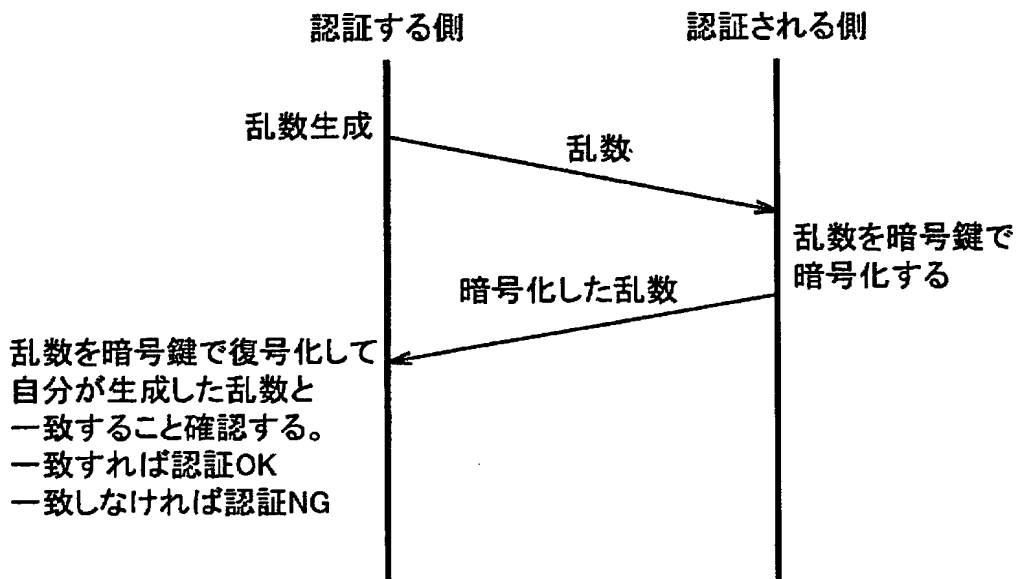 認証する側
認証される側
乱数生成
乱数
乱数を暗号鍵で
暗号化する
暗号化した乱数
乱数を暗号鍵で復号化して
自分が生成した乱数と
一致すること確認する。
一致すれば認証OK
一致しなければ認証NG